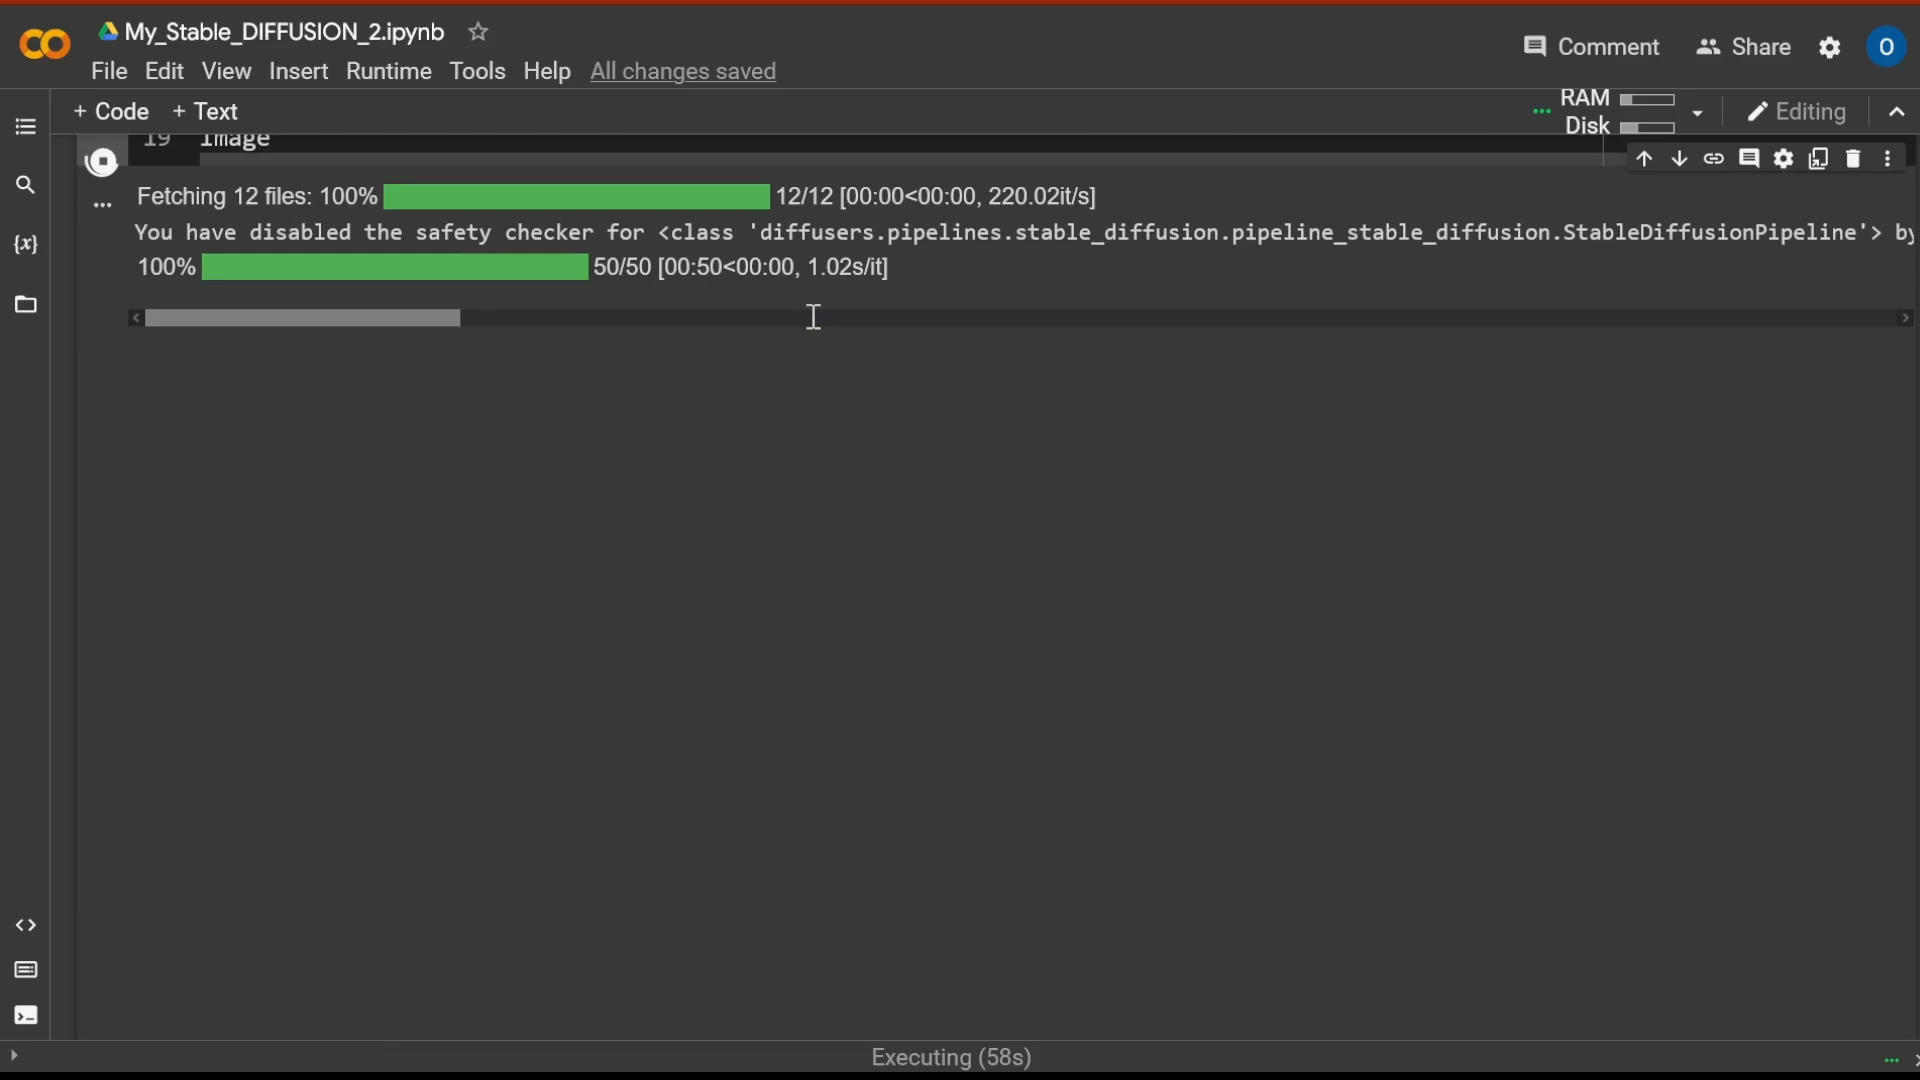 My_Stable_DIFFUSION_2.ipynb
Comment Share O
File Edit View Insert Runtime Tools Help All changes saved
+ Code + Text
RAM
Disk
Editing
19 image
Fetching 12 files: 100% 12/12 [00:00<00:00, 220.02it/s]
You have disabled the safety checker for <class 'diffusers.pipelines.stable_diffusion.pipeline_stable_diffusion.StableDiffusionPipeline'> by
100% 50/50 [00:50<00:00, 1.02s/it]
{x}
Executing (58s)